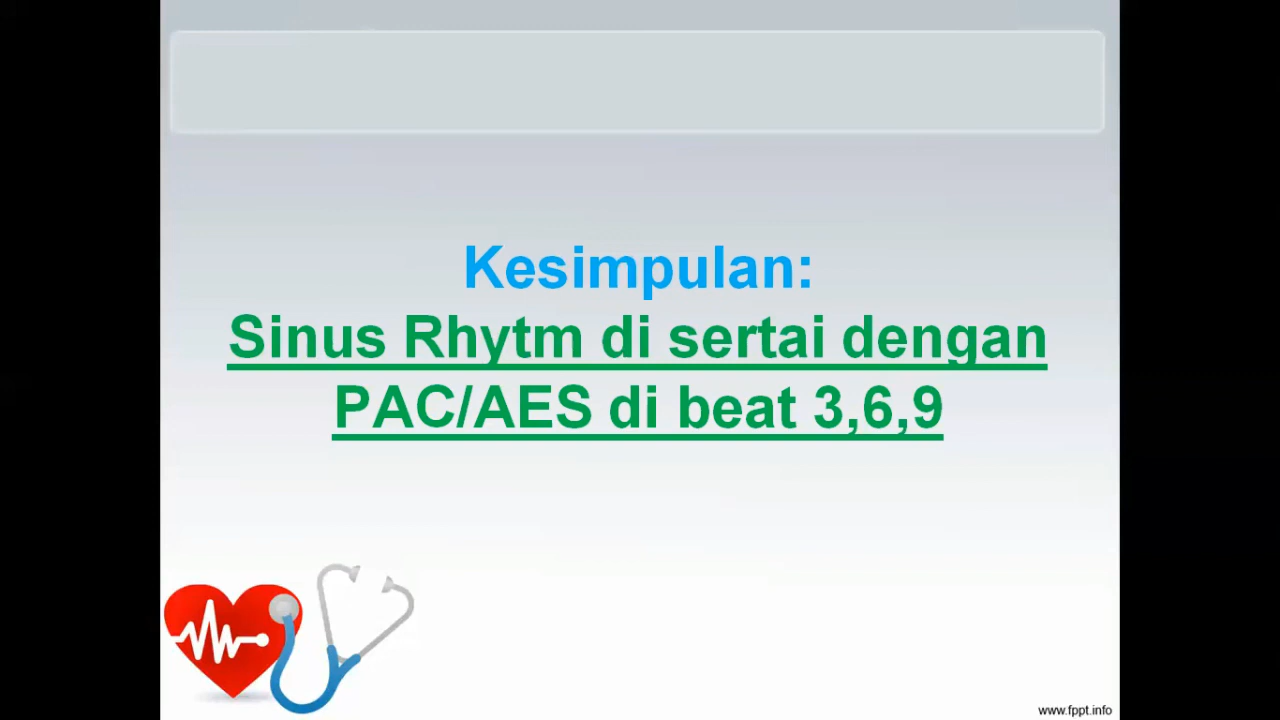 Kesimpulan:
Sinus Rhytm di sertai dengan
PAC/AES di beat 3,6,9
www.fppt.info